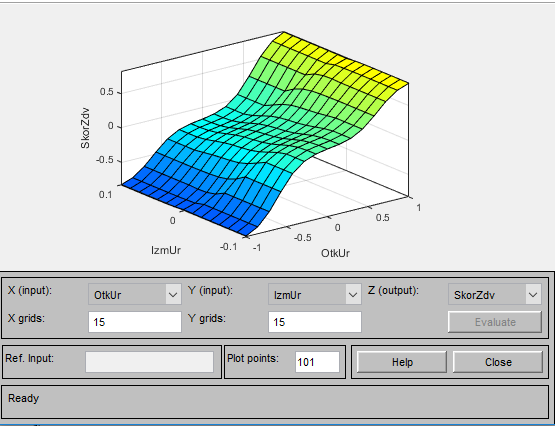 0.5
0
-0.5
SkorZdv
0.1
0
-0.1
IzmUr
-1
-0.5
0
0.5
1
OtkUr
X (input): OtkUr Y (input): IzmUr Z (output): SkorZdv
X grids: 15 Y grids: 15 Evaluate
Ref. Input: Plot points: 101 Help Close
Ready